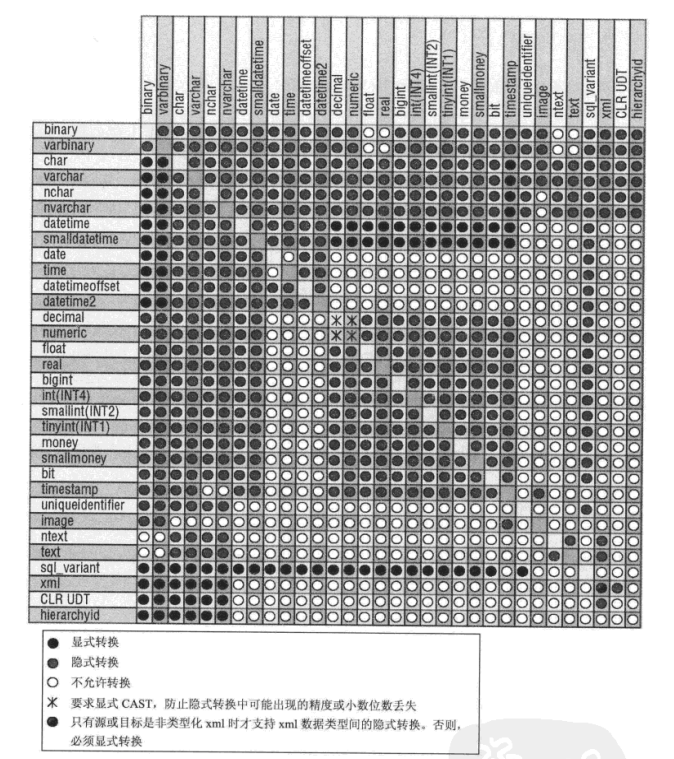 binary
varbinary
char
varchar
nchar
nvarchar
datetime
smalldatetime
date
time
datetimeoffset
datetime2
decimal
numeric
float
real
bigint
int(INT4)
smallint(INT2)
tinyint(INT1)
money
smallmoney
bit
timestamp
uniqueidentifier
image
ntext
text
sql_variant
xml
CLR UDT
hierarchyid
binary
varbinary
char
varchar
nchar
nvarchar
datetime
smalldatetime
date
time
datetimeoffset
datetime2
decimal
numeric
float
real
bigint
int(INT4)
smallint(INT2)
tinyint(INT1)
money
smallmoney
bit
timestamp
uniqueidentifier
image
ntext
text
sql_variant
xml
CLR UDT
hierarchyid
显式转换
隐式转换
不允许转换
要求显式 CAST，防止隐式转换中可能出现的精度或小数位数丢失
只有源或目标是非类型化 xml 时才支持 xml 数据类型间的隐式转换。否则，
必须显式转换